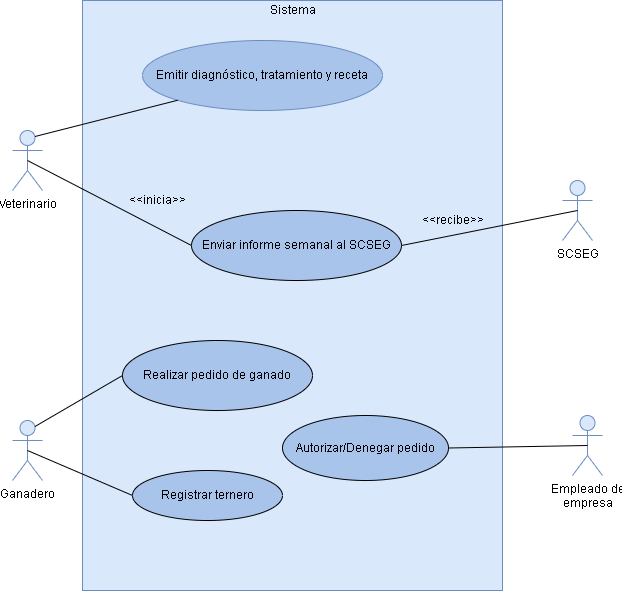 Sistema
Emitir diagnóstico, tratamiento y receta
Veterinario
<<inicia>>
<<recibe>>
Enviar informe semanal al SCSEG
SCSEG
Realizar pedido de ganado
Autorizar/Denegar pedido
Ganadero
Registrar ternero
Empleado de
empresa